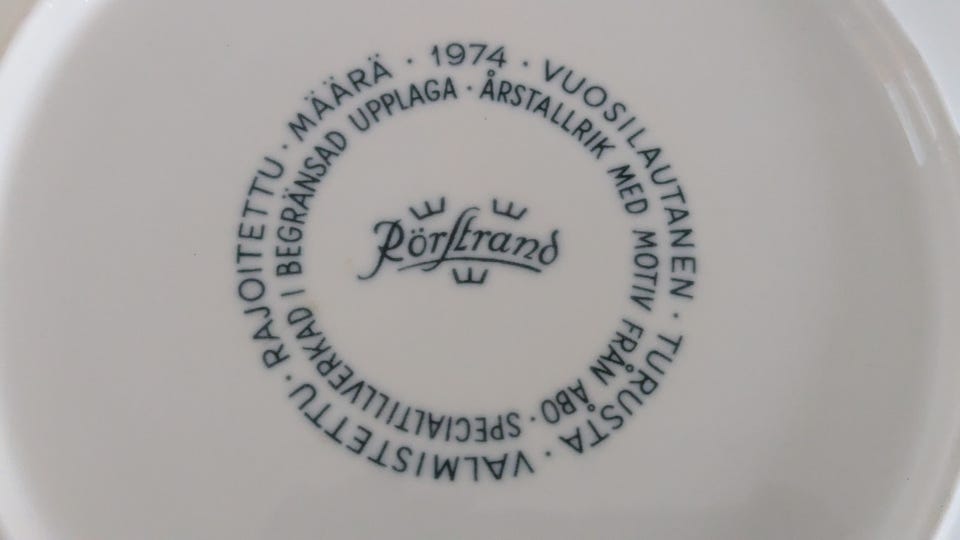 1974 · VUOSILAUTANEN · TURUSTA · VALMISTETTU · RAJOITETTU · MÄÄRÄ ·
ÅRSTALLRIK MED MOTIV FRÅN ÅBO · SPECIALTILLVERKAD I BEGRÄNSAD UPPLAGA ·
Rörstrand